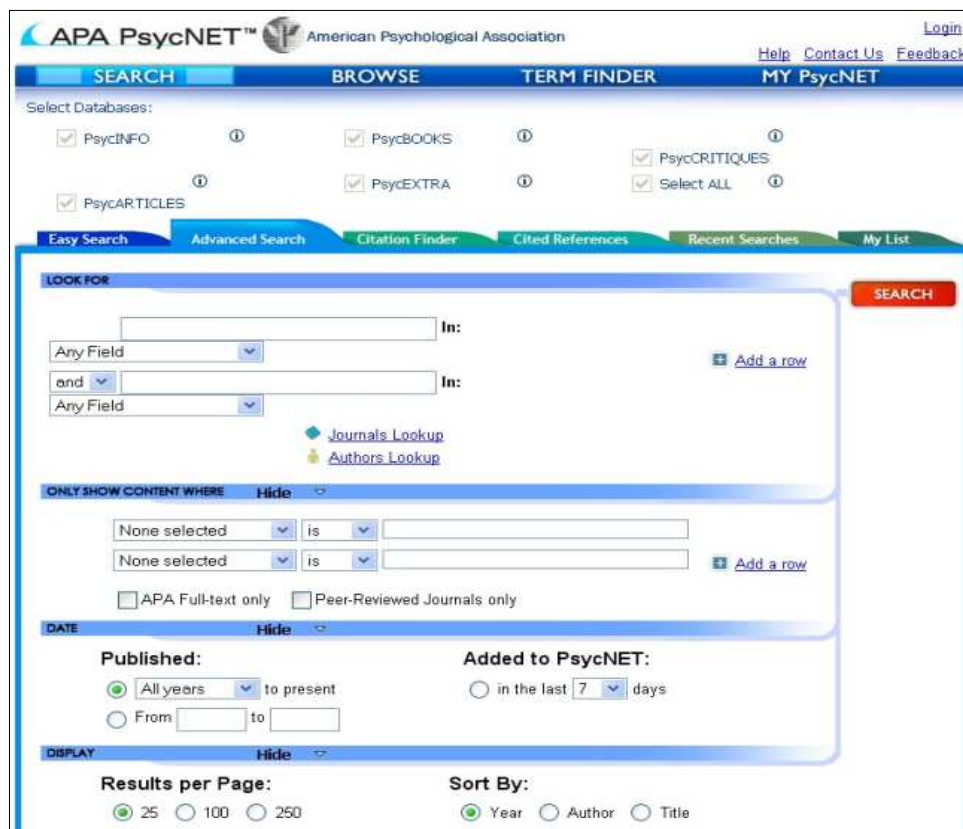 APA PsycNET™ American Psychological Association
Login
Help Contact Us Feedback
SEARCH BROWSE TERM FINDER MY PsycNET
Select Databases:
PsycINFO PsycBOOKS
PsycCRITIQUES
PsycEXTRA Select ALL
PsycARTICLES
Easy Search Advanced Search Citation Finder Cited References Recent Searches My List
LOOK FOR
SEARCH
In:
Any Field
Add a row
and In:
Any Field
Journals Lookup
Authors Lookup
ONLY SHOW CONTENT WHERE Hide
None selected is
None selected is Add a row
APA Full-text only Peer-Reviewed Journals only
DATE Hide
Published: Added to PsycNET:
All years to present in the last 7 days
From to
DISPLAY Hide
Results per Page: Sort By:
25 100 250 Year Author Title